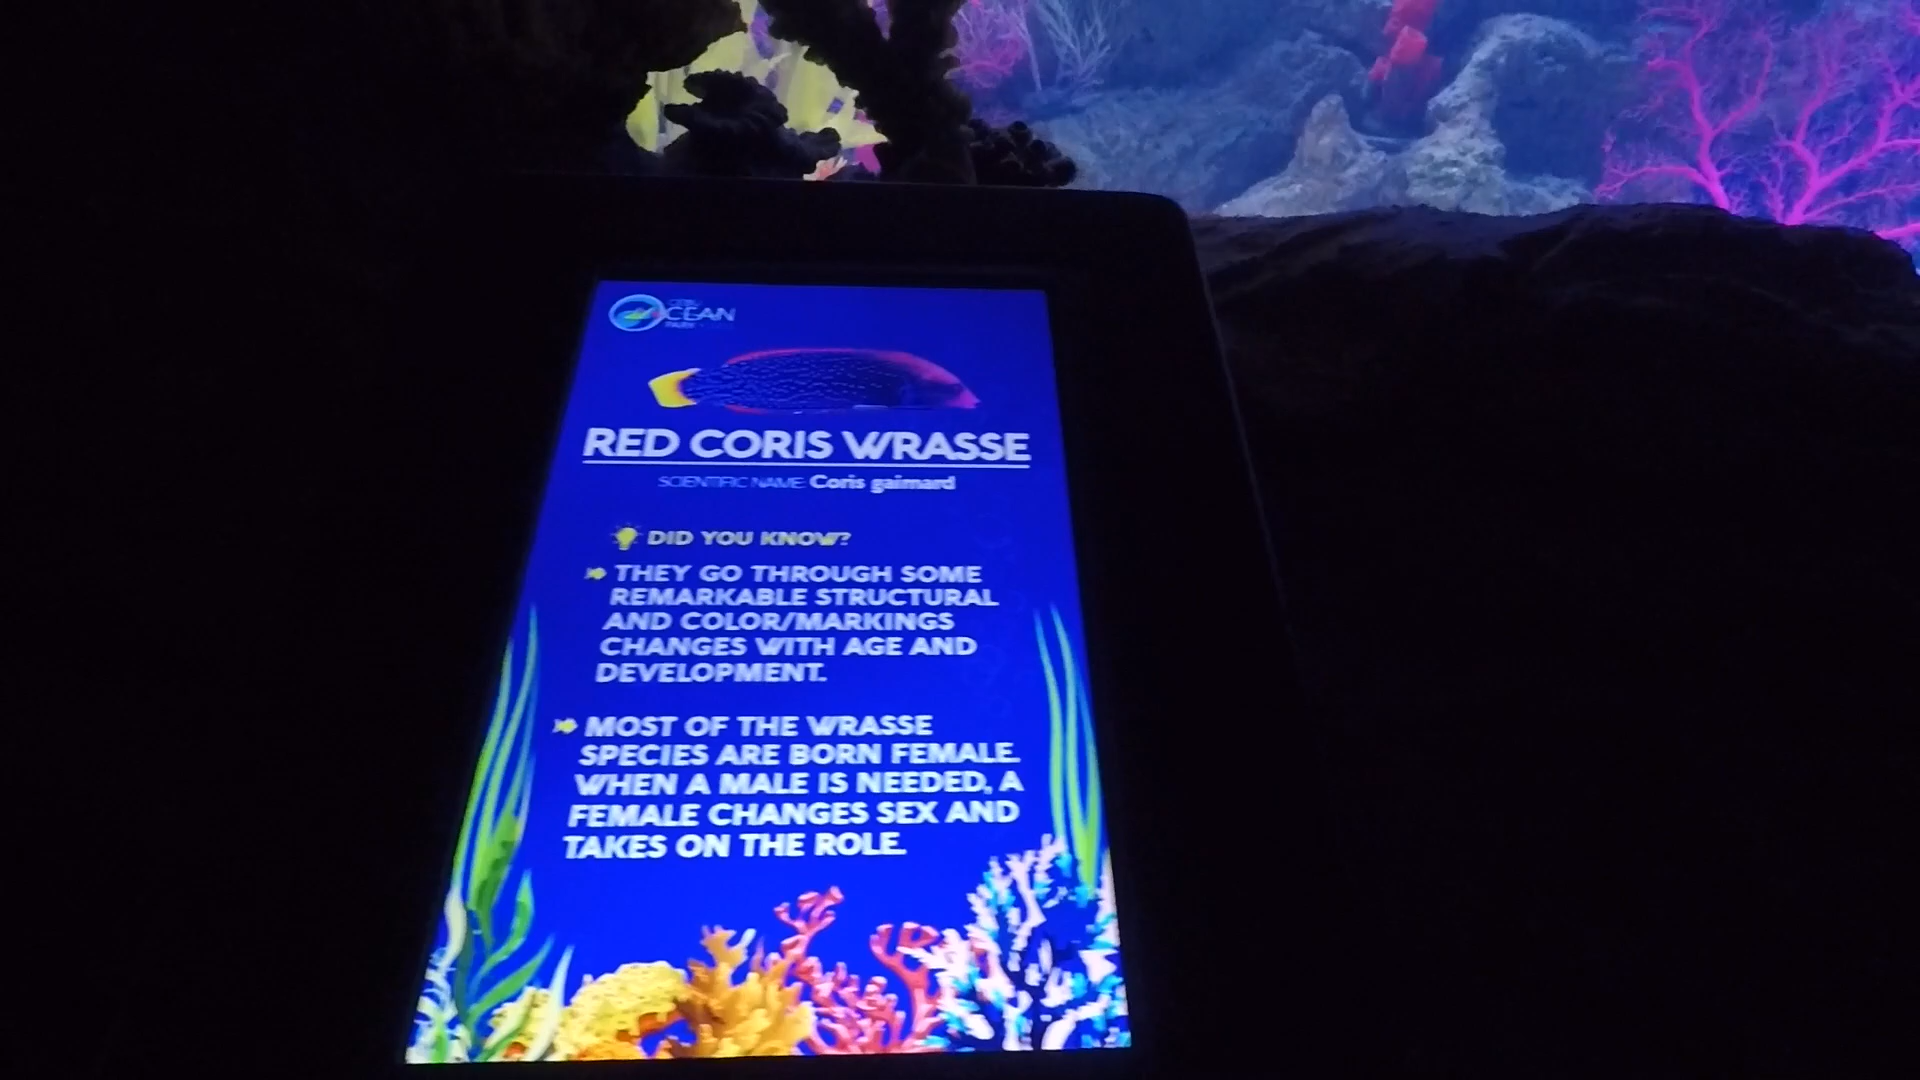 CEBU
OCEAN
PARK
RED CORIS WRASSE
SCIENTIFIC NAME: Coris gaimard
DID YOU KNOW?
THEY GO THROUGH SOME
REMARKABLE STRUCTURAL
AND COLOR/MARKINGS
CHANGES WITH AGE AND
DEVELOPMENT.
MOST OF THE WRASSE
SPECIES ARE BORN FEMALE.
WHEN A MALE IS NEEDED, A
FEMALE CHANGES SEX AND
TAKES ON THE ROLE.